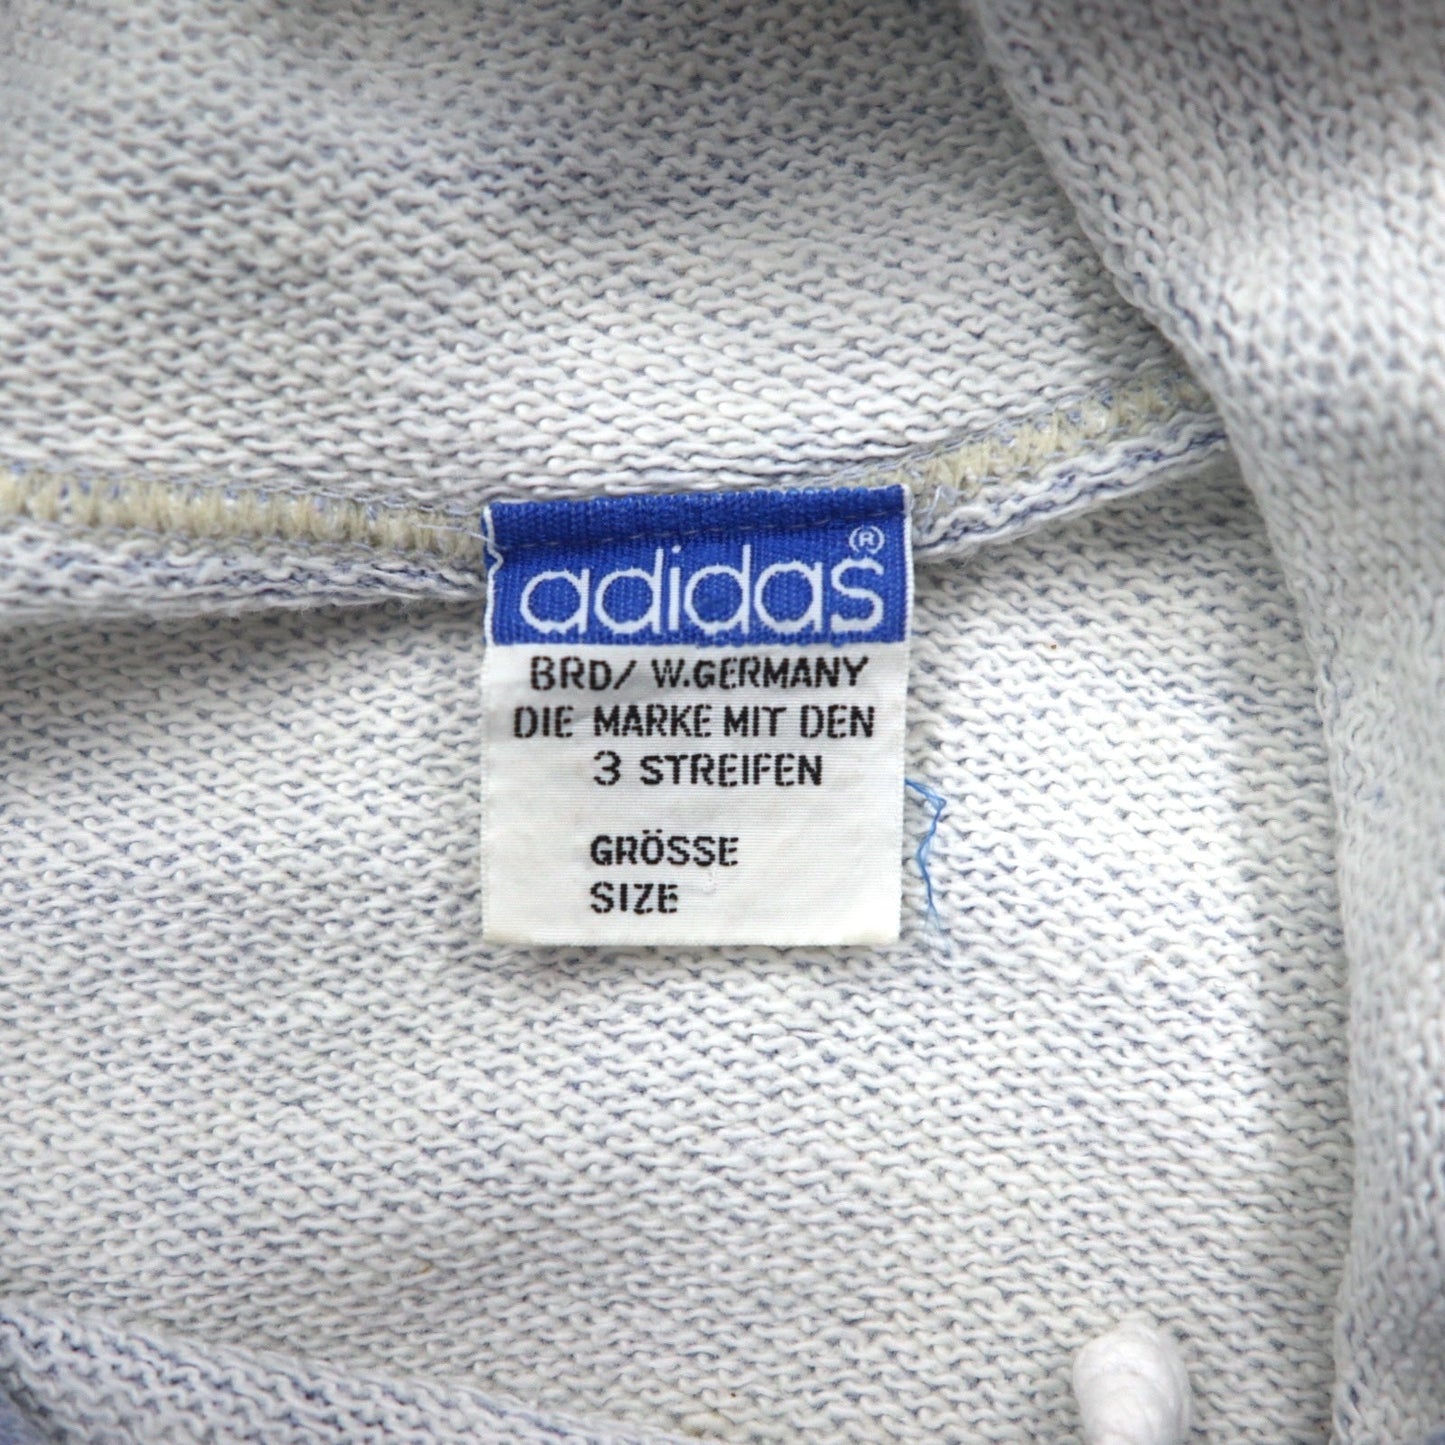 adidas®
BRD/ W.GERMANY
DIE MARKE MIT DEN
3 STREIFEN
GRÖSSE
SIZE